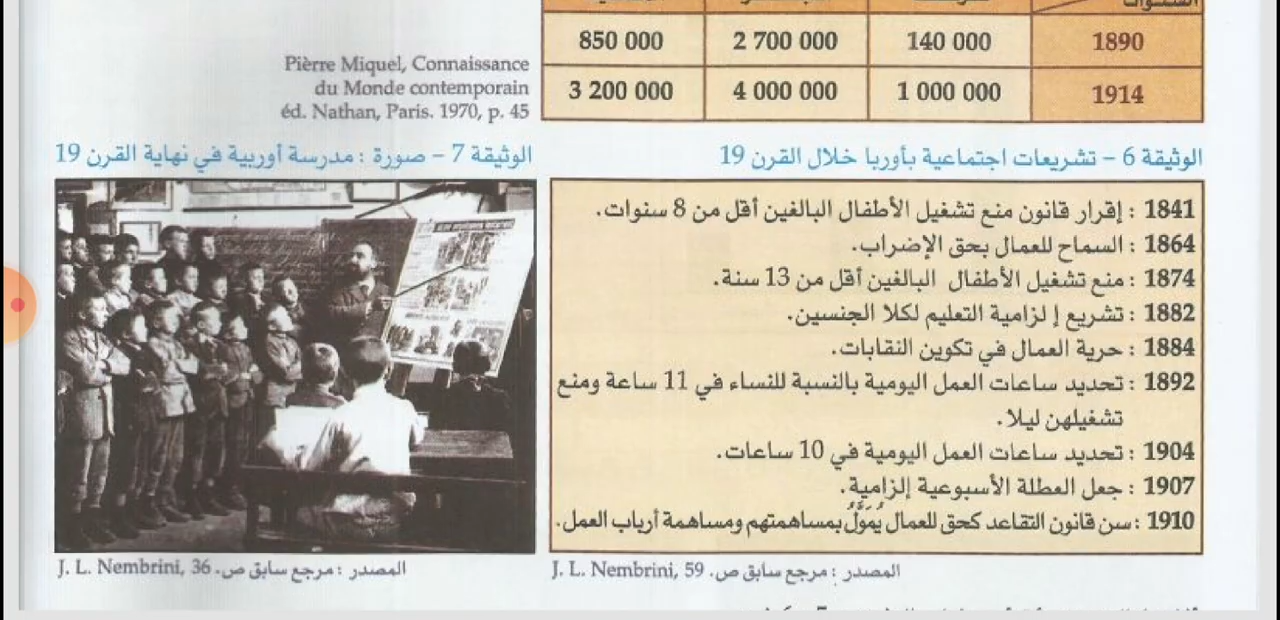 السنوات
1890 140 000 2 700 000 850 000
1914 1 000 000 4 000 000 3 200 000
Pièrre Miquel, Connaissance
du Monde contemporain
éd. Nathan, Paris. 1970, p. 45
الوثيقة 6 – تشريعات اجتماعية بأوربا خلال القرن 19
1841 : إقرار قانون منع تشغيل الأطفال البالغين أقل من 8 سنوات.
1864 : السماح للعمال بحق الإضراب.
1874 : منع تشغيل الأطفال البالغين أقل من 13 سنة.
1882 : تشريع إ لزامية التعليم لكلا الجنسين.
1884 : حرية العمال في تكوين النقابات.
1892 : تحديد ساعات العمل اليومية بالنسبة للنساء في 11 ساعة ومنع
تشغيلهن ليلا.
1904 : تحديد ساعات العمل اليومية في 10 ساعات.
1907 : جعل العطلة الأسبوعية إلزامية.
1910 : سن قانون التقاعد كحق للعمال يُمَوَّلُ بمساهمتهم ومساهمة أرباب العمل.
المصدر : مرجع سابق ص. J. L. Nembrini, 59
الوثيقة 7 – صورة : مدرسة أوربية في نهاية القرن 19
المصدر : مرجع سابق ص. J. L. Nembrini, 36